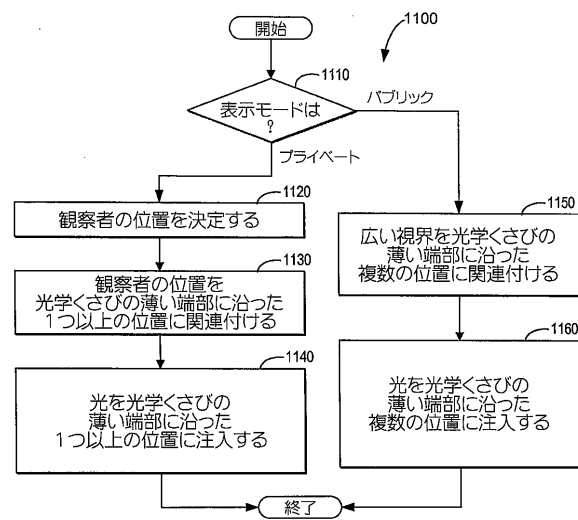 開始
1100
1110
表示モードは
?
パブリック
プライベート
1120
観察者の位置を決定する
1130
観察者の位置を
光学くさびの薄い端部に沿った
1つ以上の位置に関連付ける
1140
光を光学くさびの
薄い端部に沿った
1つ以上の位置に注入する
1150
広い視界を光学くさびの
薄い端部に沿った
複数の位置に関連付ける
1160
光を光学くさびの
薄い端部に沿った
複数の位置に注入する
終了